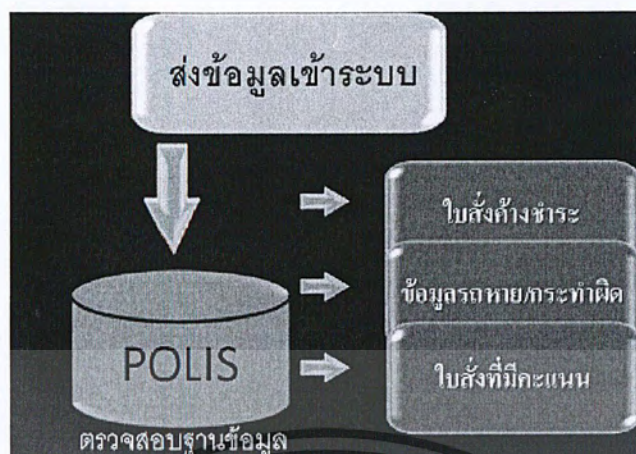 ส่งข้อมูลเข้าระบบ
ใบสั่งค้างชำระ
ข้อมูลรถหาย/กระทำผิด
POLIS
ใบสั่งที่มีคะแนน
ตรวจสอบฐานข้อมูล